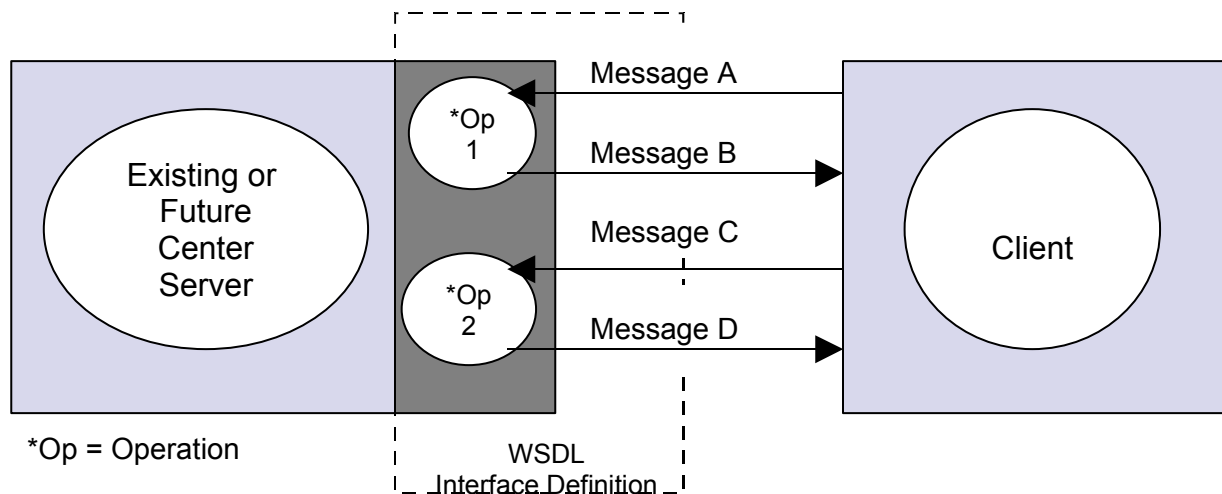 Existing or
Future
Center
Server
*Op
1
*Op
2
Message A
Message B
Message C
Message D
Client
*Op = Operation
WSDL
Interface Definition